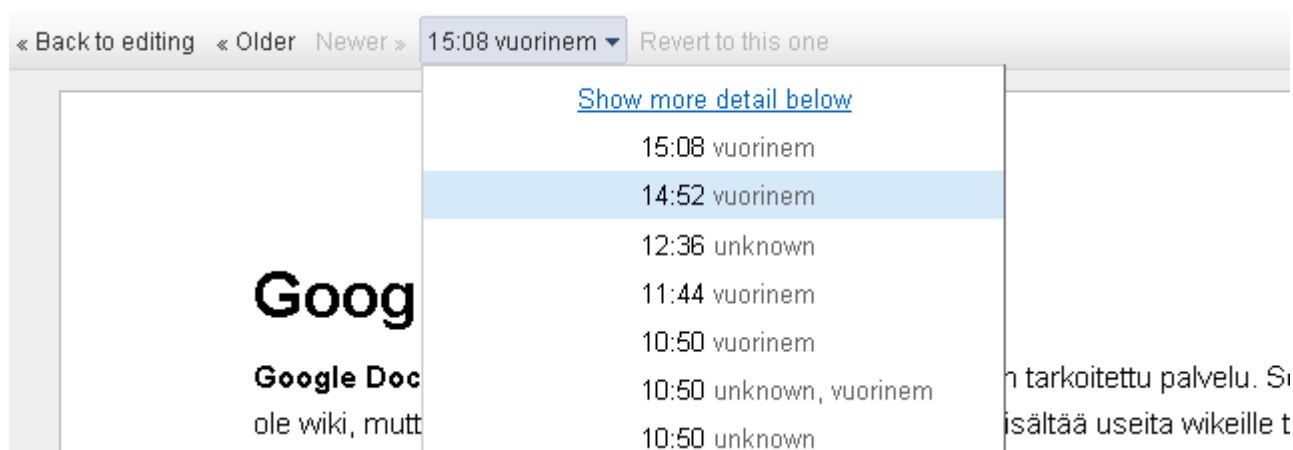 « Back to editing « Older Newer » 15:08 vuorinem Revert to this one
Show more detail below
15:08 vuorinem
14:52 vuorinem
12:36 unknown
11:44 vuorinem
10:50 vuorinem
10:50 unknown, vuorinem
10:50 unknown
Goog
Google Doc
tarkoitettu palvelu.
ole wiki, mutt
useita wikeille